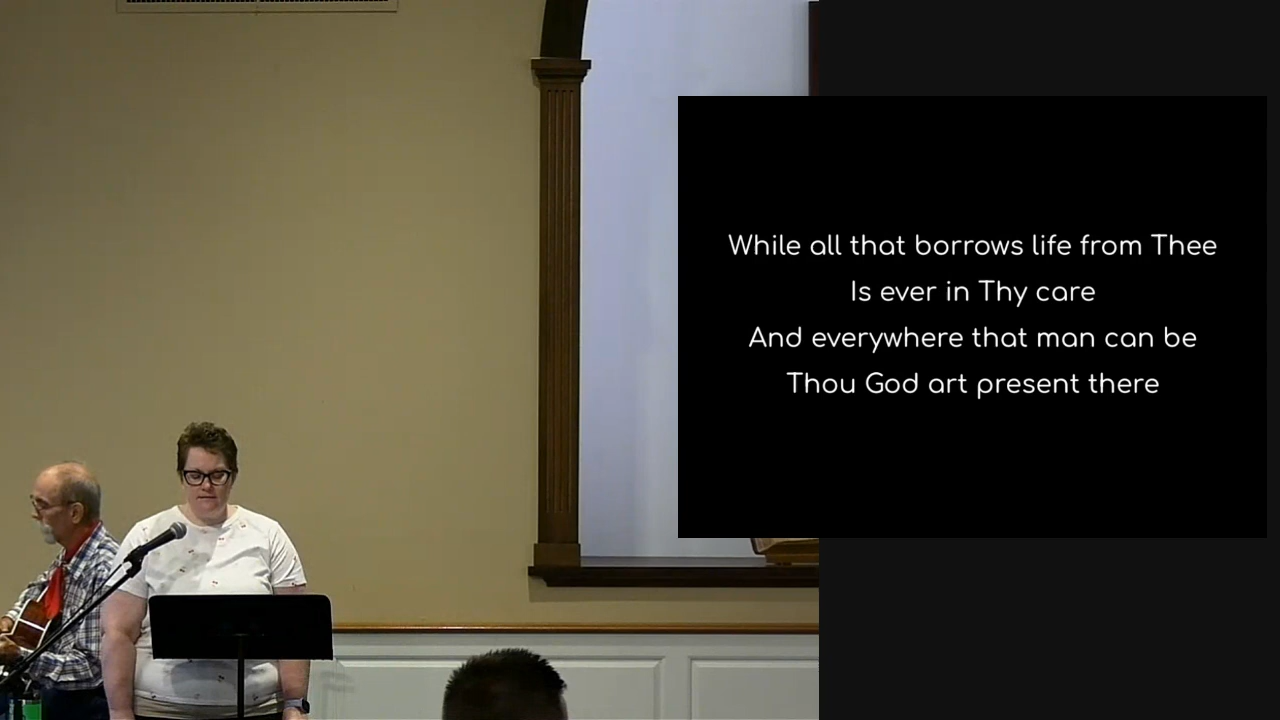 While all that borrows life from Thee
Is ever in Thy care
And everywhere that man can be
Thou God art present there